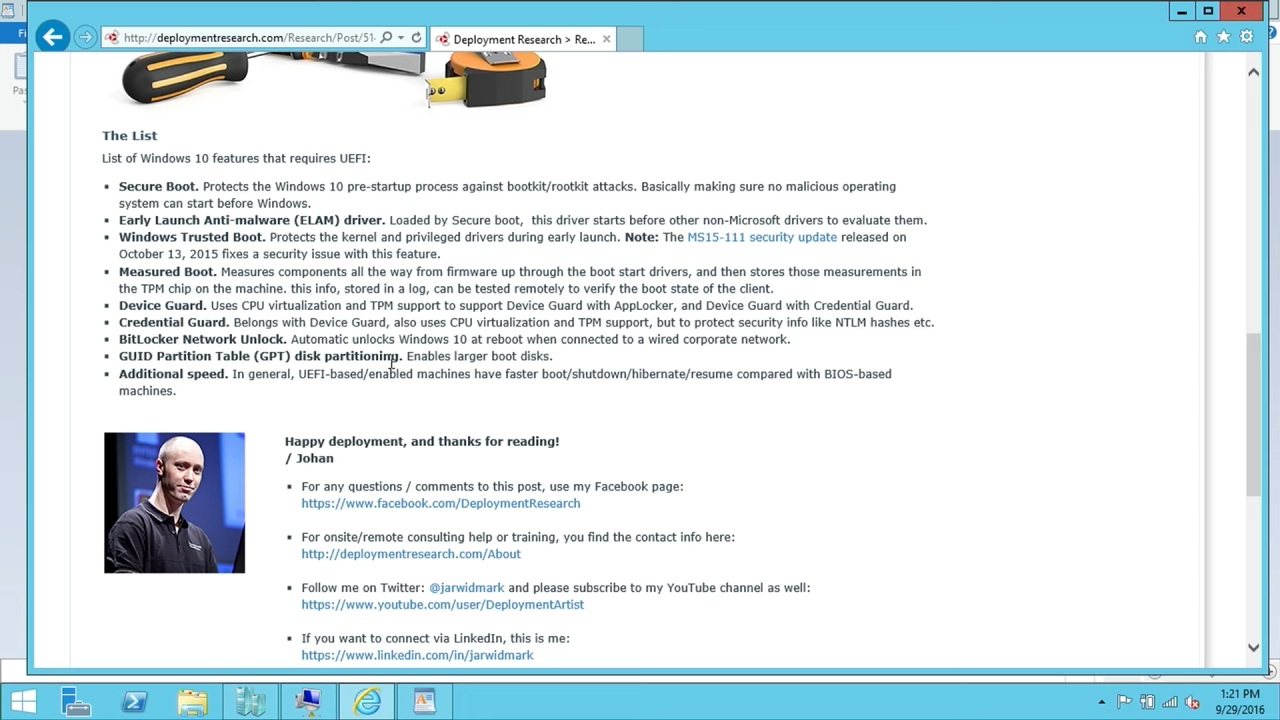 http://deploymentresearch.com/Research/Post/51
Deployment Research > Re...
The List
List of Windows 10 features that requires UEFI:
Secure Boot. Protects the Windows 10 pre-startup process against bootkit/rootkit attacks. Basically making sure no malicious operating
system can start before Windows.
Early Launch Anti-malware (ELAM) driver. Loaded by Secure boot, this driver starts before other non-Microsoft drivers to evaluate them.
Windows Trusted Boot. Protects the kernel and privileged drivers during early launch. Note: The MS15-111 security update released on
October 13, 2015 fixes a security issue with this feature.
Measured Boot. Measures components all the way from firmware up through the boot start drivers, and then stores those measurements in
the TPM chip on the machine. this info, stored in a log, can be tested remotely to verify the boot state of the client.
Device Guard. Uses CPU virtualization and TPM support to support Device Guard with AppLocker, and Device Guard with Credential Guard.
Credential Guard. Belongs with Device Guard, also uses CPU virtualization and TPM support, but to protect security info like NTLM hashes etc.
BitLocker Network Unlock. Automatic unlocks Windows 10 at reboot when connected to a wired corporate network.
GUID Partition Table (GPT) disk partitioning. Enables larger boot disks.
Additional speed. In general, UEFI-based/enabled machines have faster boot/shutdown/hibernate/resume compared with BIOS-based
machines.
Happy deployment, and thanks for reading!
/ Johan
For any questions / comments to this post, use my Facebook page:
https://www.facebook.com/DeploymentResearch
For onsite/remote consulting help or training, you find the contact info here:
http://deploymentresearch.com/About
Follow me on Twitter: @jarwidmark and please subscribe to my YouTube channel as well:
https://www.youtube.com/user/DeploymentArtist
If you want to connect via LinkedIn, this is me:
https://www.linkedin.com/in/jarwidmark
1:21 PM
9/29/2016